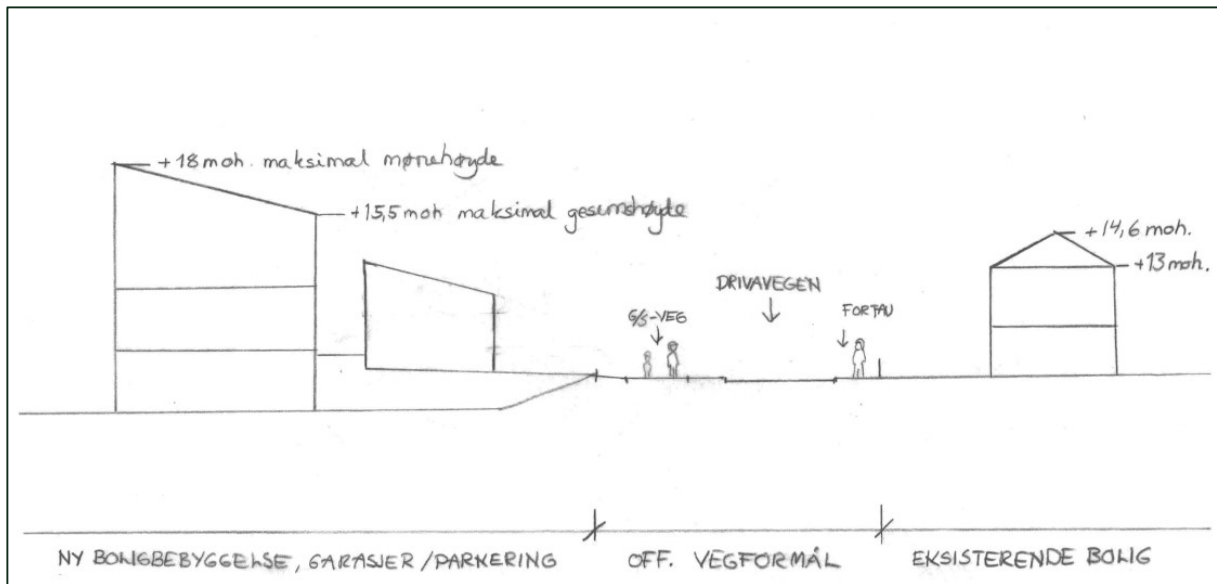 +18 moh. maksimal mønehøyde
+15,5 moh maksimal gesimshøyde
+14,6 moh.
+13 moh.
DRIVAVEGEN
G/S-VEG
FORTAU
NY BOLIGBEBYGGELSE, GARASJER/PARKERING
OFF. VEGFORMÅL
EKSISTERENDE BOLIG